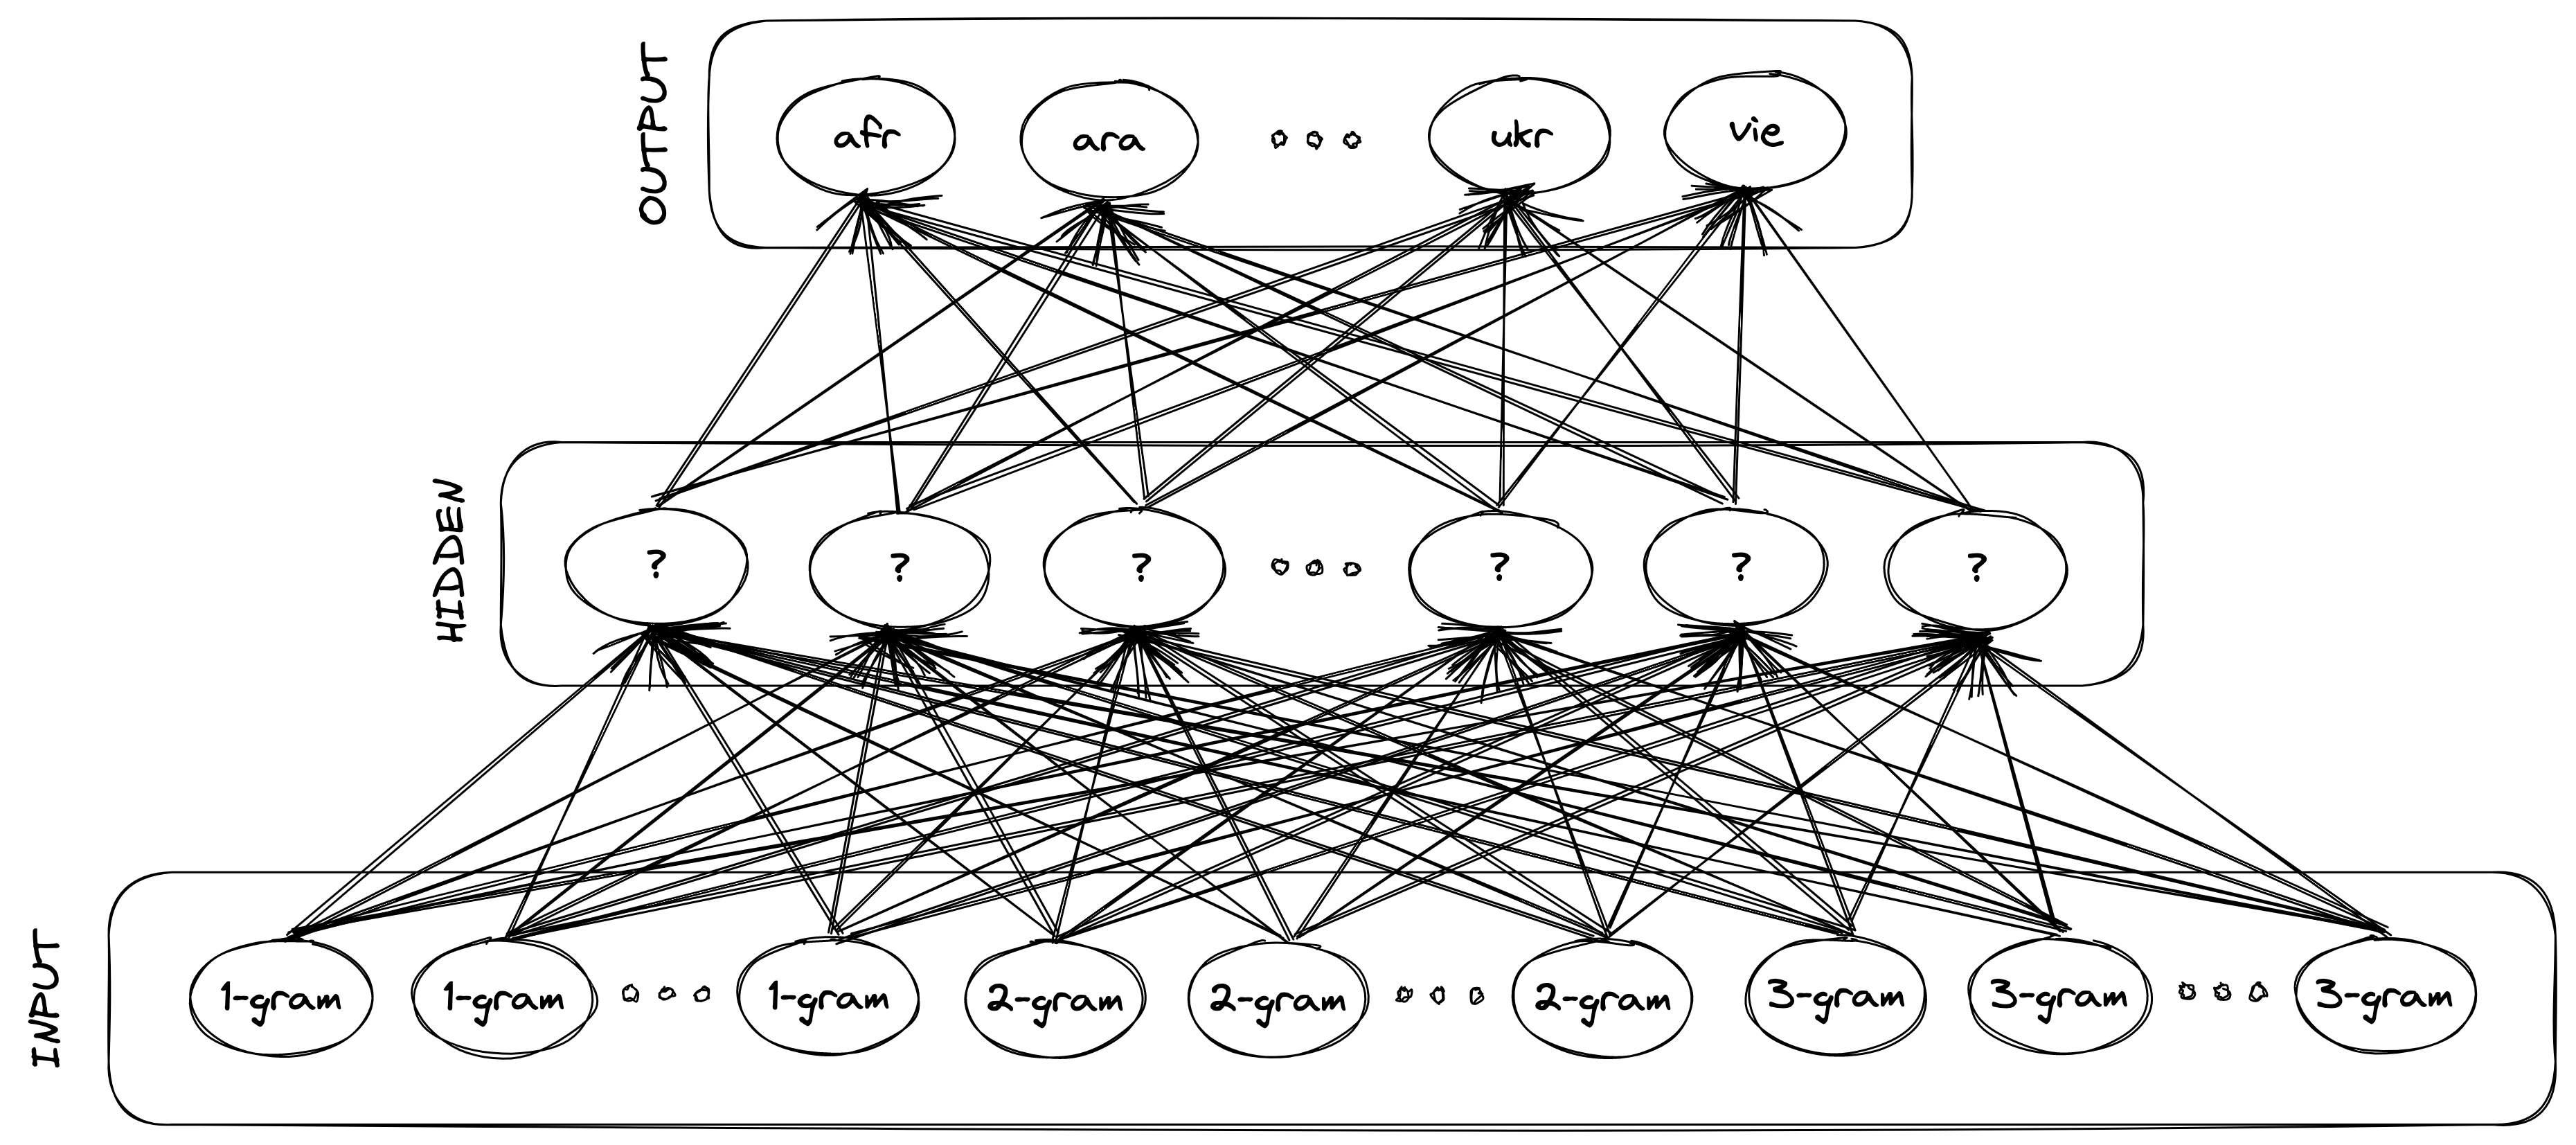 OUTPUT
afr ara ukr vie
HIDDEN
? ? ? ? ? ?
INPUT
1-gram 1-gram 1-gram 2-gram 2-gram 2-gram 3-gram 3-gram 3-gram